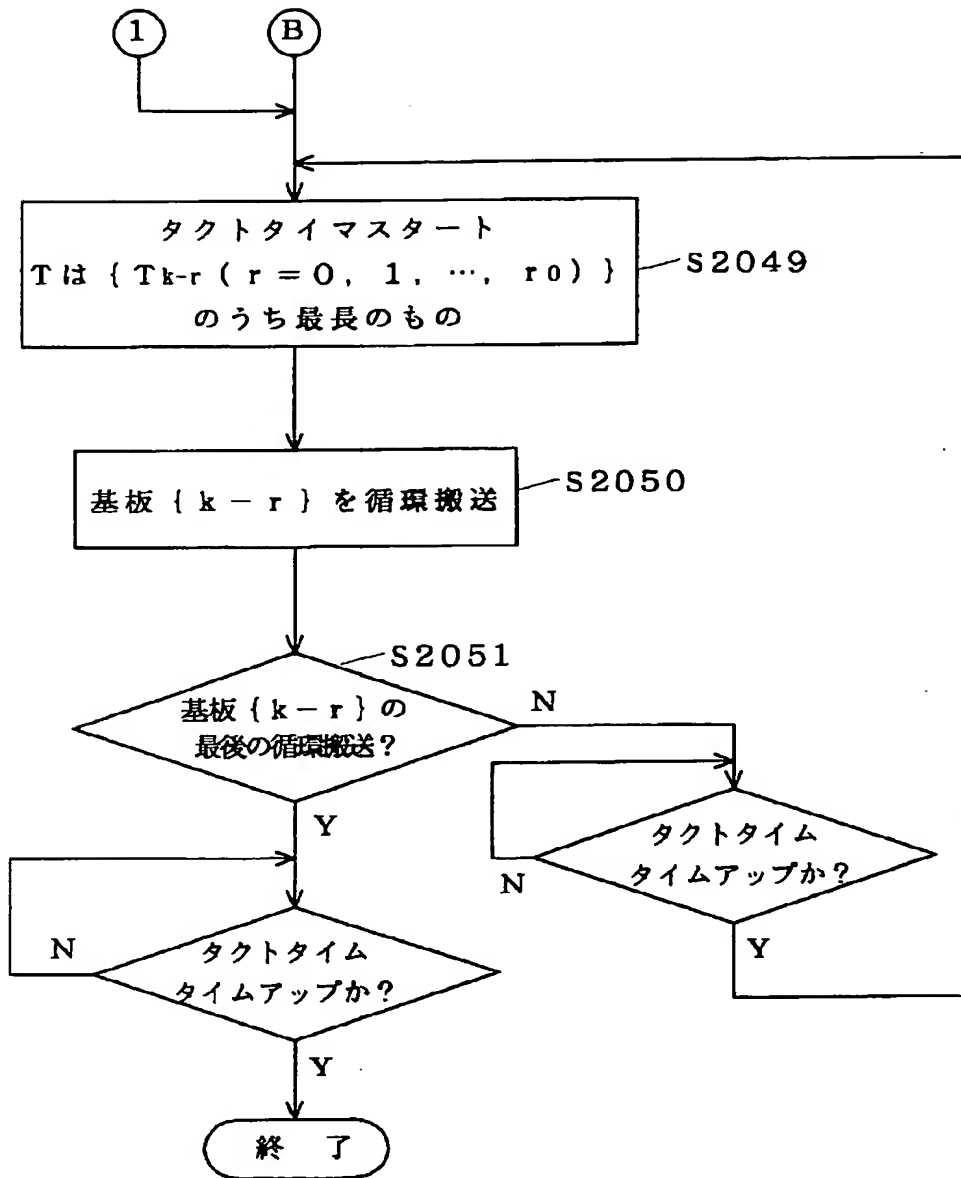 1
B
タクトタイマスタート
Tは{Tk-r(r=0, 1, …, r0)}
のうち最長のもの
S2049
基板{k-r}を循環搬送
S2050
S2051
基板{k-r}の
最後の循環搬送?
N
Y
タクトタイム
タイムアップか?
N
Y
タクトタイム
タイムアップか?
N
Y
終 了